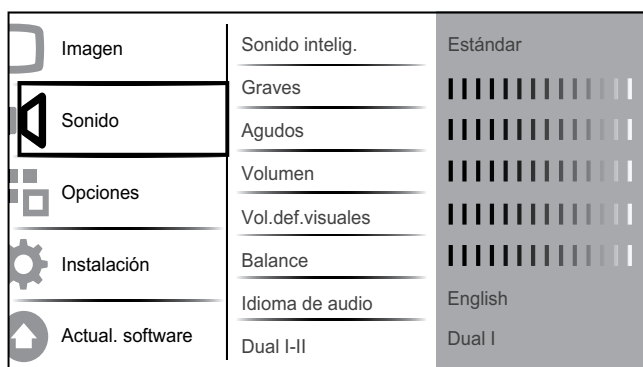 Imagen
Sonido
Opciones
Instalación
Actual. software
Sonido intelig.
Graves
Agudos
Volumen
Vol.def.visuales
Balance
Idioma de audio
Dual I-II
Estándar
English
Dual I